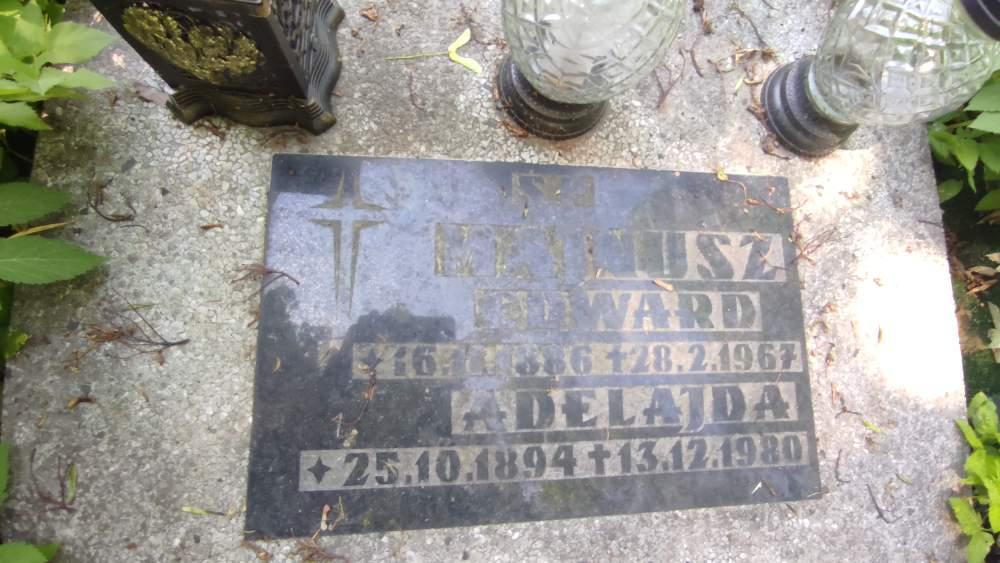 EDWARD
✝28.2.1967
ADELAJDA
✦25.10.1894 ✝13.12.1980